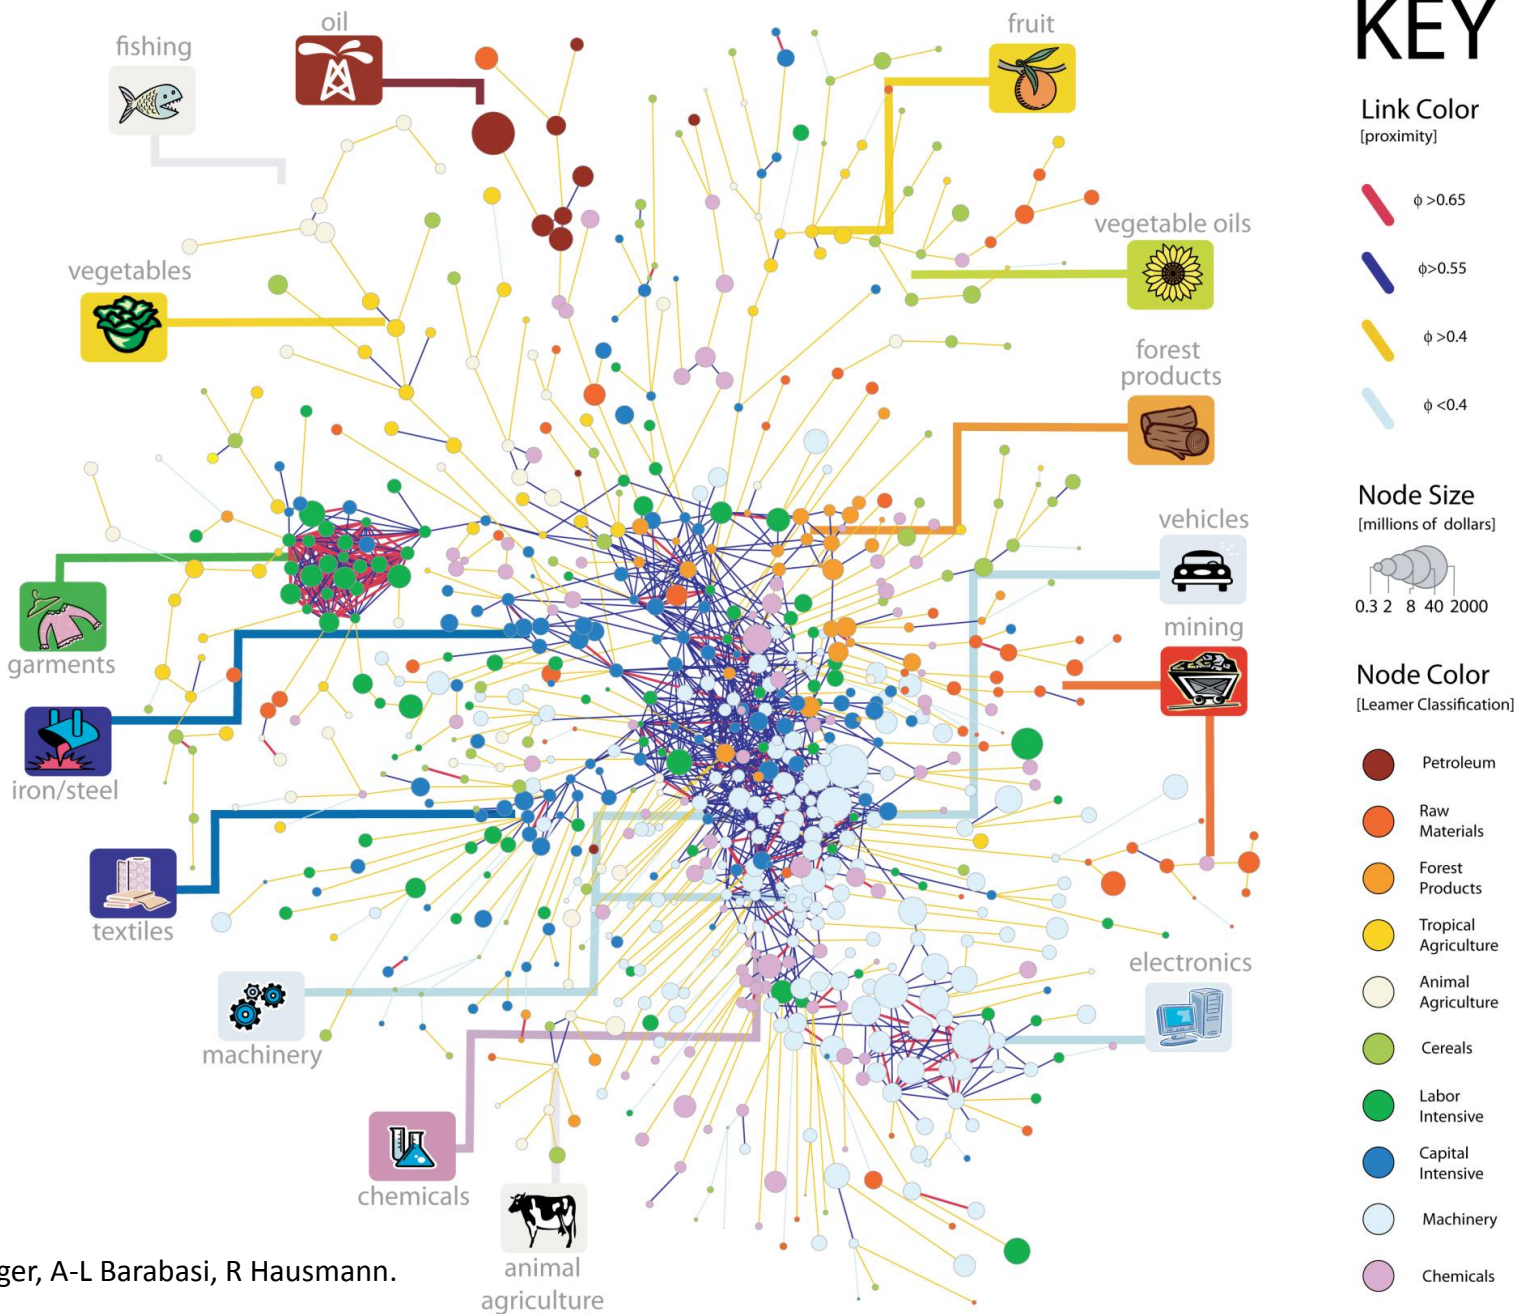 oil
fishing
fruit
vegetables
vegetable oils
forest
products
vehicles
garments
mining
iron/steel
textiles
machinery
electronics
chemicals
animal
agriculture
ger, A-L Barabasi, R Hausmann.
KEY
Link Color
[proximity]
ϕ >0.65
ϕ>0.55
ϕ >0.4
ϕ <0.4
Node Size
[millions of dollars]
0.3 2 8 40 2000
Node Color
[Leamer Classification]
Petroleum
Raw
Materials
Forest
Products
Tropical
Agriculture
Animal
Agriculture
Cereals
Labor
Intensive
Capital
Intensive
Machinery
Chemicals